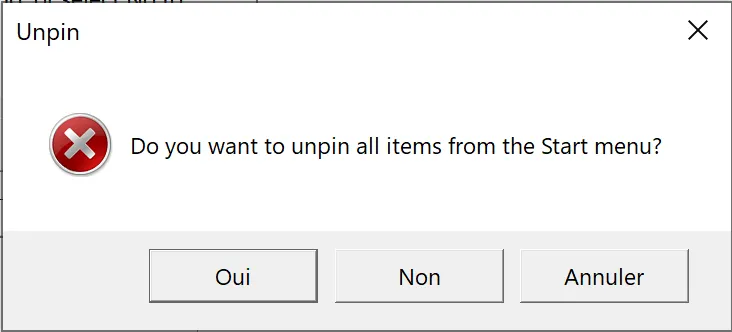 Unpin
Do you want to unpin all items from the Start menu?
Oui
Non
Annuler